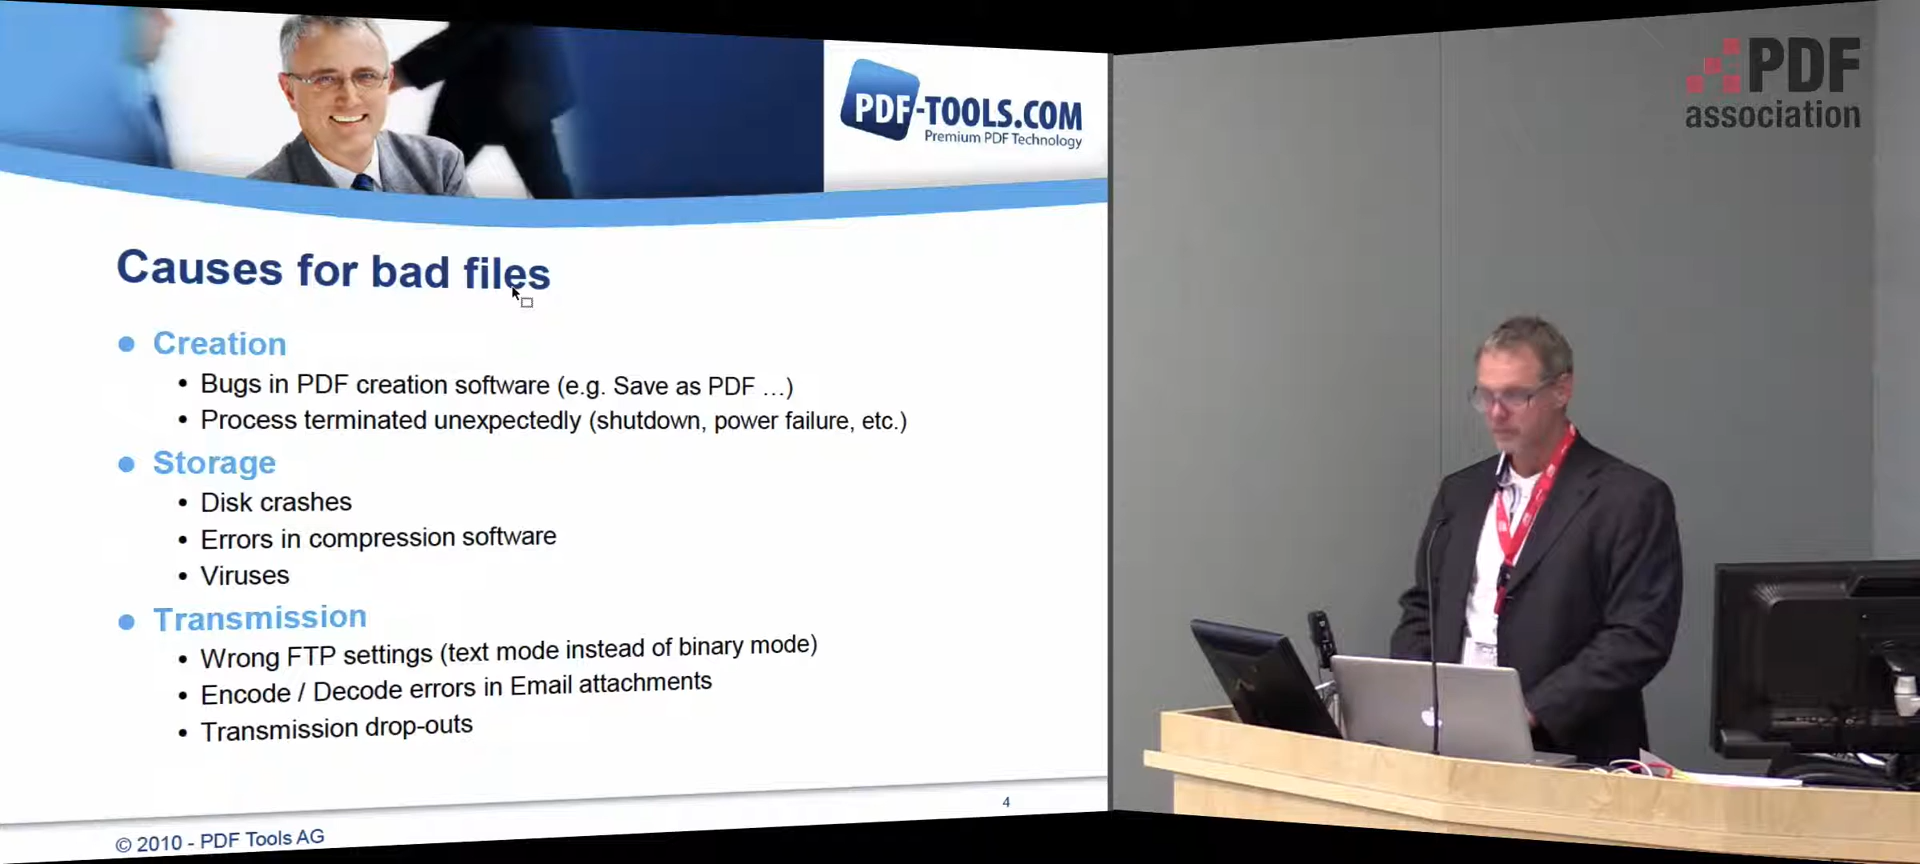 PDF-TOOLS.COM
Premium PDF Technology
PDF
association
Causes for bad files
Creation
Bugs in PDF creation software (e.g. Save as PDF …)
Process terminated unexpectedly (shutdown, power failure, etc.)
Storage
Disk crashes
Errors in compression software
Viruses
Transmission
Wrong FTP settings (text mode instead of binary mode)
Encode / Decode errors in Email attachments
Transmission drop-outs
4
© 2010 - PDF Tools AG